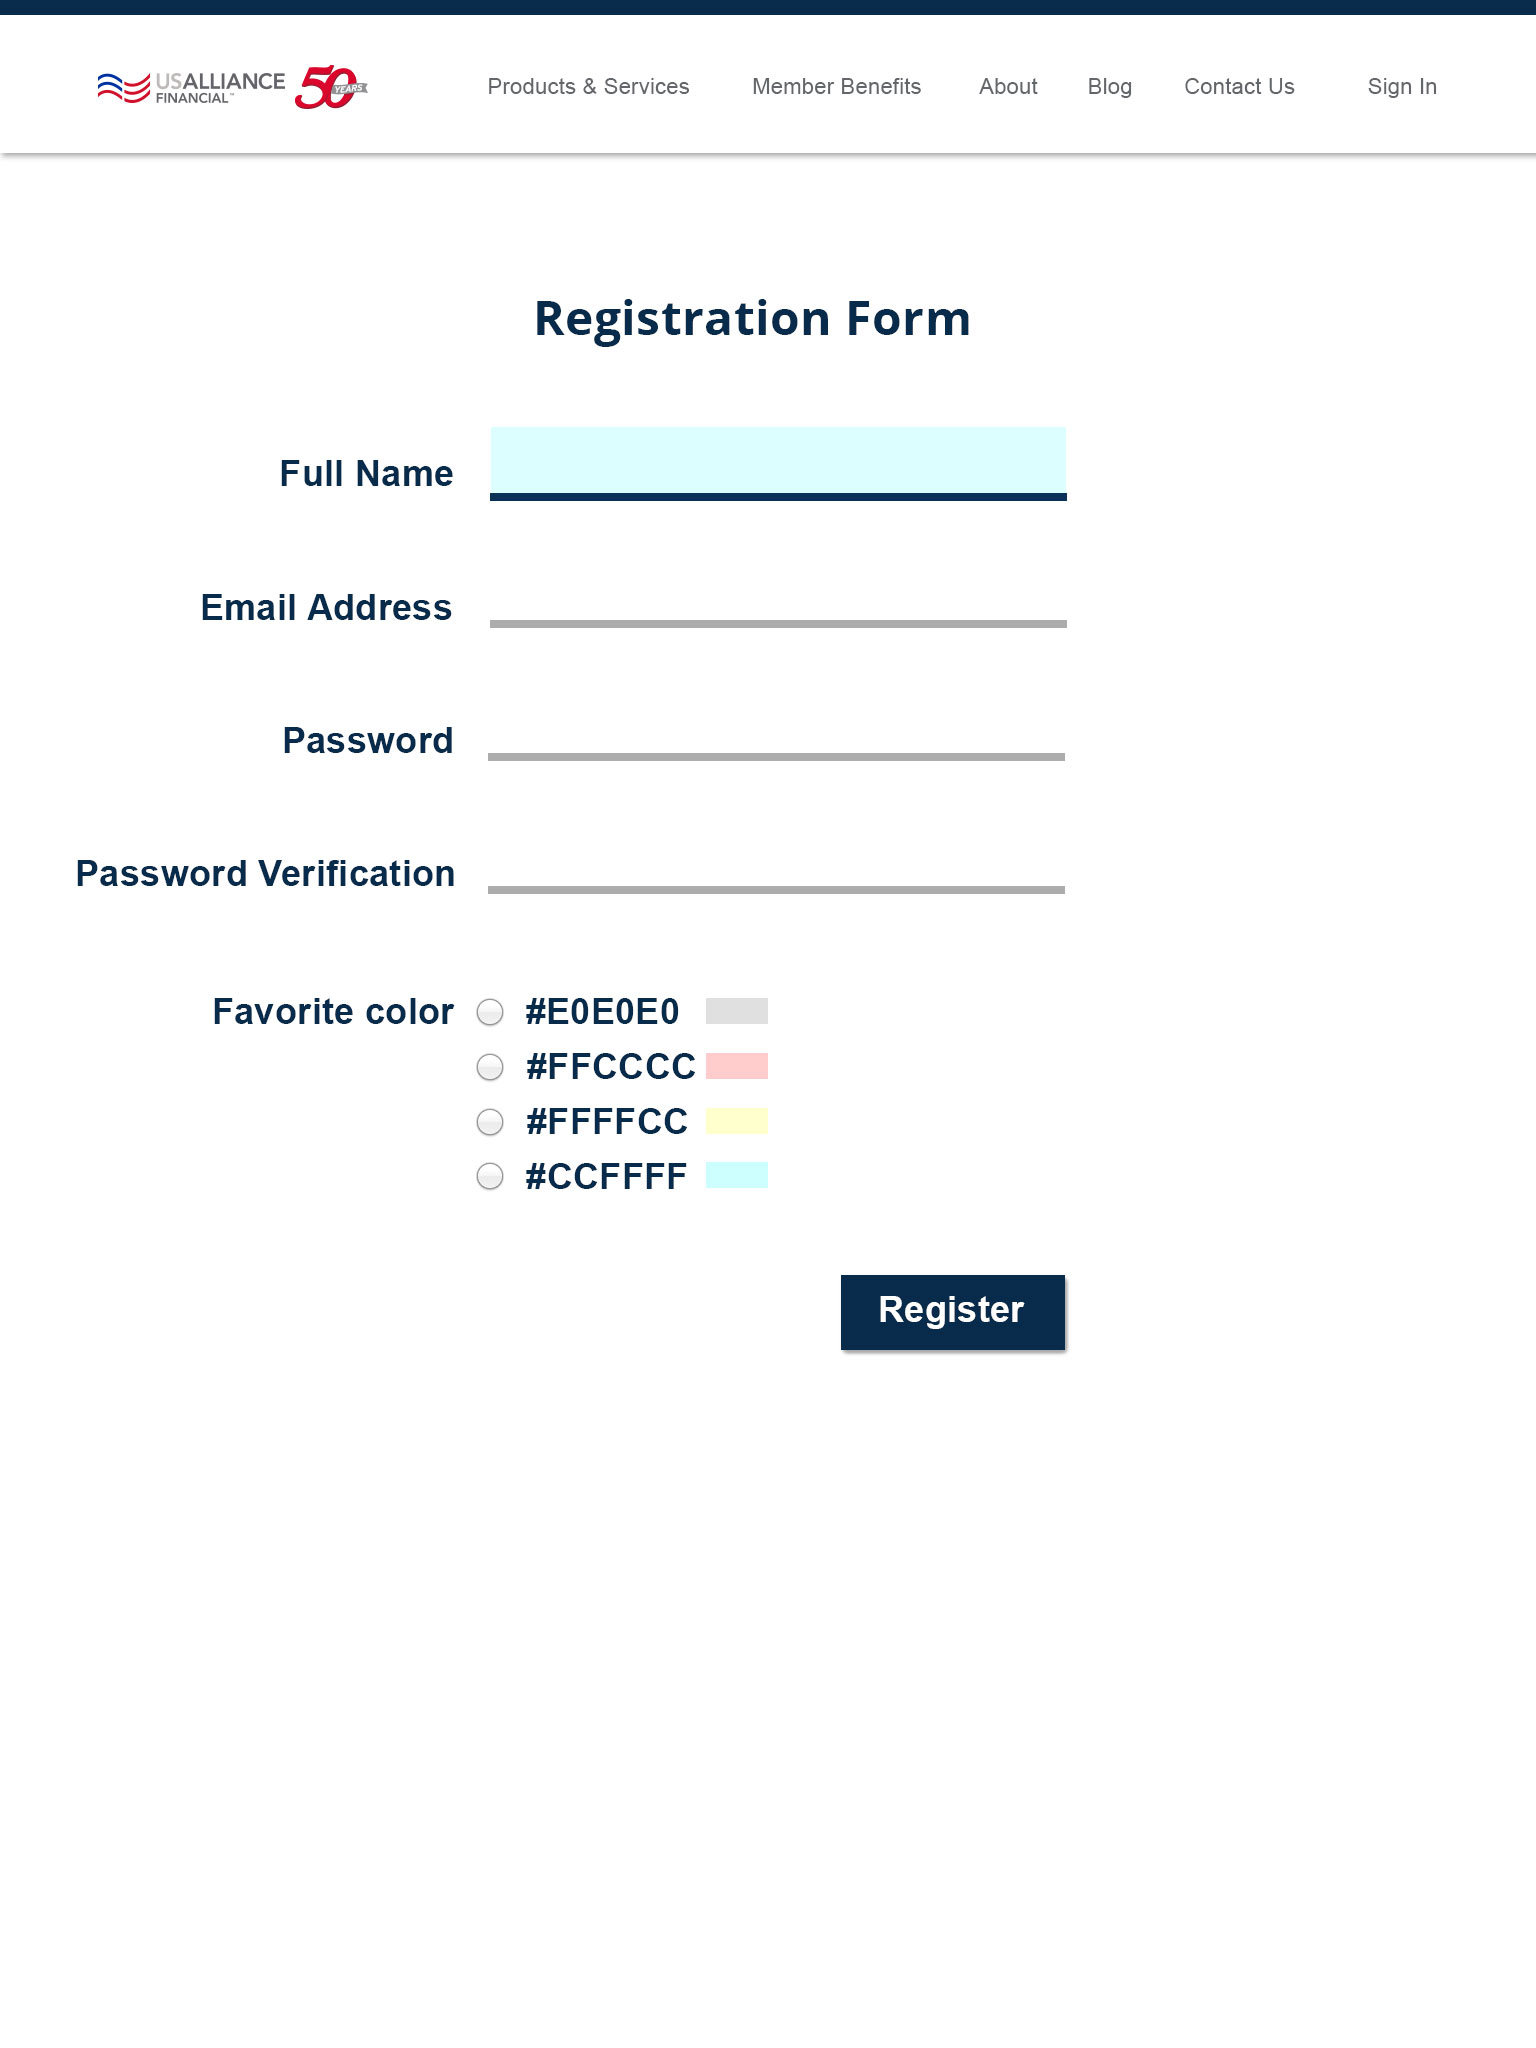 USALLIANCE
FINANCIAL™
50
YEARS
Products & Services Member Benefits About Blog Contact Us Sign In
Registration Form
Full Name
Email Address
Password
Password Verification
Favorite color #E0E0E0
#FFCCCC
#FFFFCC
#CCFFFF
Register